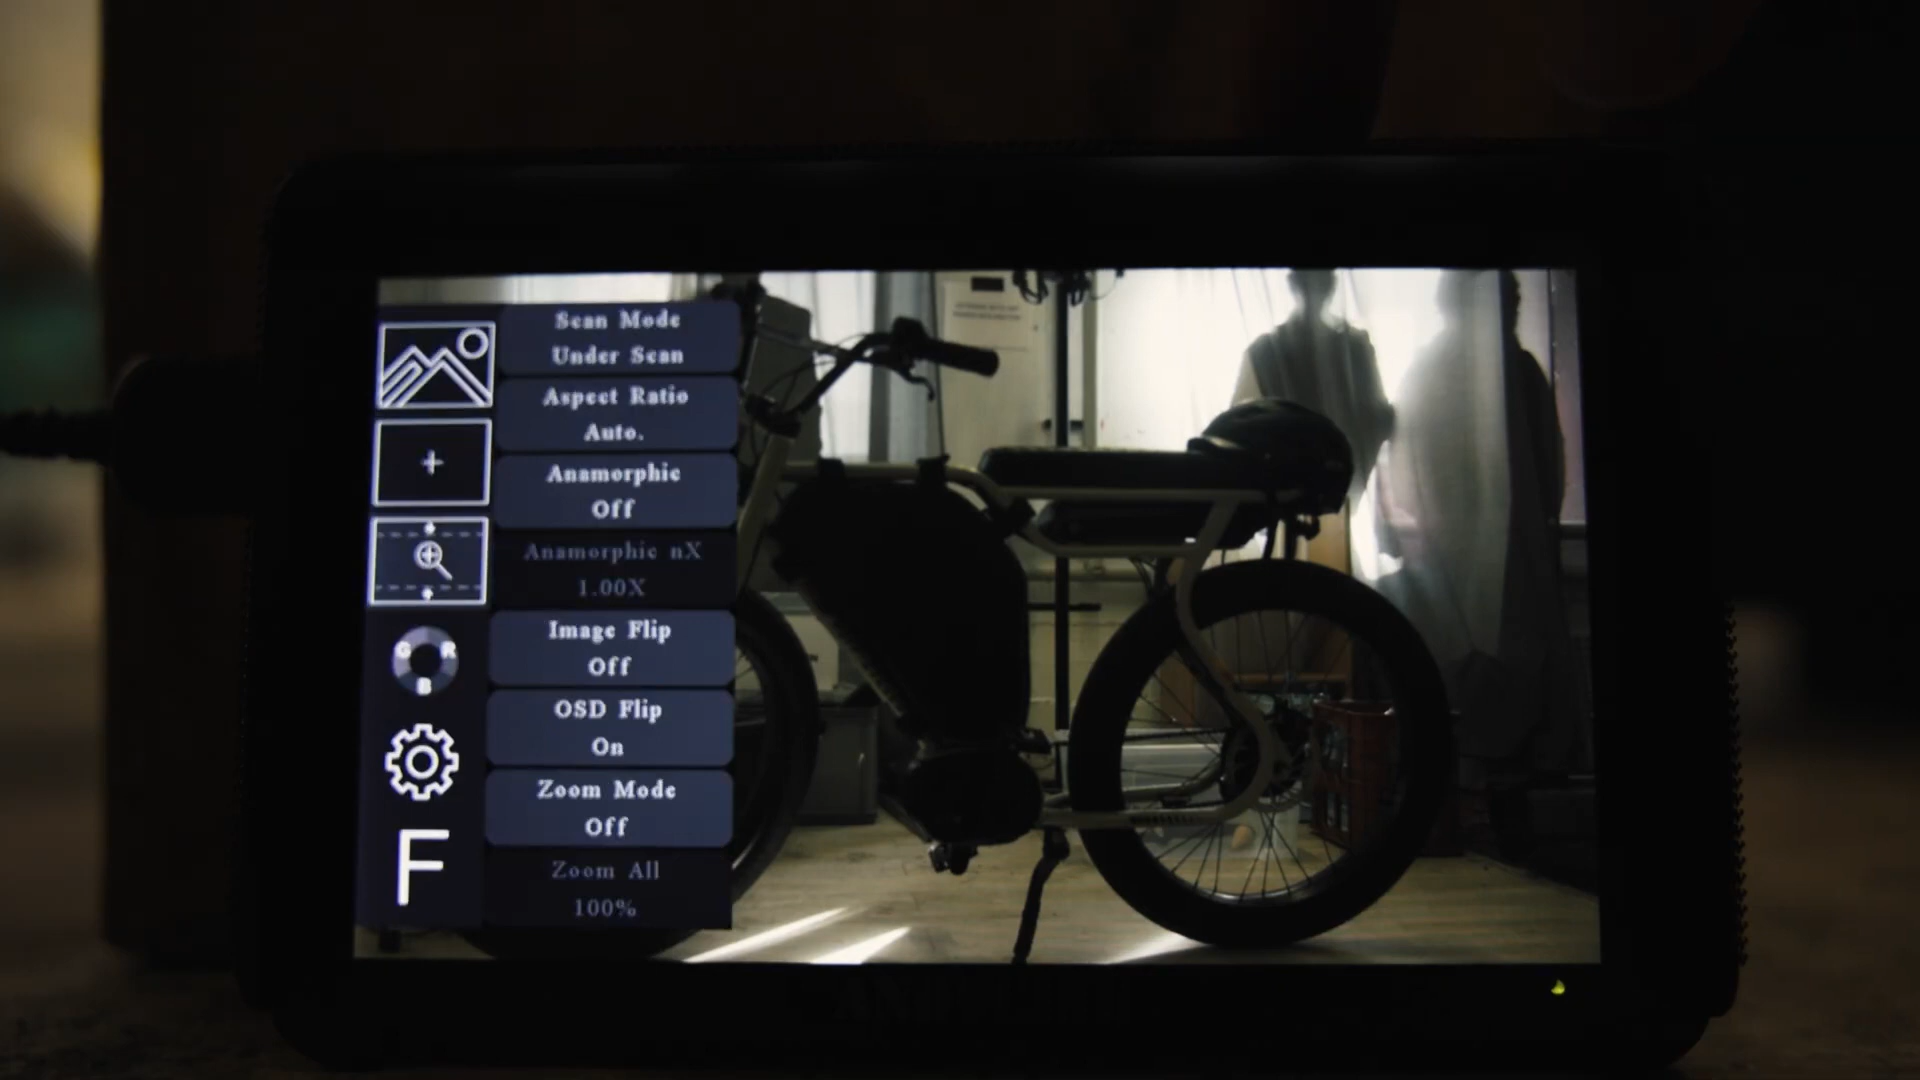 Scan Mode
Under Scan
Aspect Ratio
Auto.
Anamorphic
Off
Anamorphic nX
1.00X
Image Flip
Off
G R
B
OSD Flip
On
Zoom Mode
Off
F
Zoom All
100%